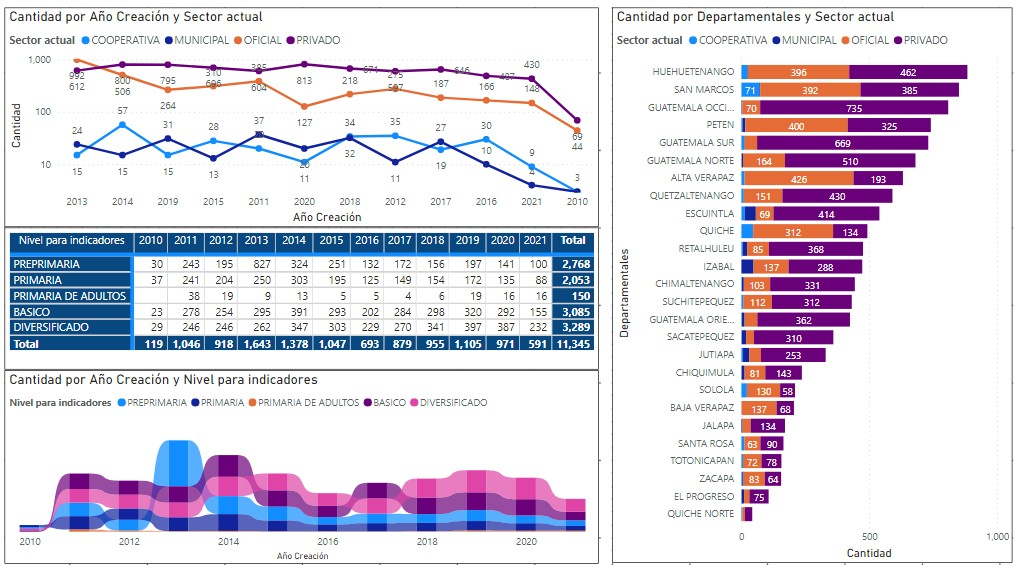 Cantidad por Año Creación y Sector actual
Sector actual COOPERATIVA MUNICIPAL OFICIAL PRIVADO
Cantidad
1,000
100
10
992 800 795 310 385 813 218 671 275 187 646 487 430
612 506 264 696 604 127 597 166 148 69
24 57 31 28 37 34 35 27 30 9 44
15 15 15 13 20 11 32 11 19 10 4 3
2013 2014 2019 2012 2011 2020 2018 2012 2017 2016 2021 2010
Año Creación
Nivel para indicadores 2010 2011 2012 2013 2014 2015 2016 2017 2018 2019 2020 2021 Total
PREPRIMARIA 30 243 195 827 324 251 132 172 156 197 141 100 2,768
PRIMARIA 37 241 204 250 303 195 125 149 154 172 135 88 2,053
PRIMARIA DE ADULTOS 38 19 9 13 5 5 4 6 19 16 16 150
BASICO 23 278 254 295 391 293 202 284 298 320 292 155 3,085
DIVERSIFICADO 29 246 246 262 347 303 229 270 341 397 387 232 3,289
Total 119 1,046 918 1,643 1,378 1,047 693 879 955 1,105 971 591 11,345
Cantidad por Año Creación y Nivel para indicadores
Nivel para indicadores PREPRIMARIA PRIMARIA PRIMARIA DE ADULTOS BASICO DIVERSIFICADO
2010 2012 2014 2016 2018 2020
Año Creación
Cantidad por Departamentales y Sector actual
Sector actual COOPERATIVA MUNICIPAL OFICIAL PRIVADO
Departamentales
HUEHUETENANGO 396 462
SAN MARCOS 71 392 385
GUATEMALA OCCI... 70 735
PETEN 400 325
GUATEMALA SUR 669
GUATEMALA NORTE 164 510
ALTA VERAPAZ 426 193
QUETZALTENANGO 151 430
ESCUINTLA 69 414
QUICHE 312 134
RETALHULEU 85 368
IZABAL 137 288
CHIMALTENANGO 103 331
SUCHITEPEQUEZ 112 312
GUATEMALA ORIE... 362
SACATEPEQUEZ 310
JUTIAPA 253
CHIQUIMULA 81 143
SOLOLA 130 58
BAJA VERAPAZ 137 68
JALAPA 134
SANTA ROSA 63 90
TOTONICAPAN 72 78
ZACAPA 83 64
EL PROGRESO 75
QUICHE NORTE
0 500 1,000
Cantidad